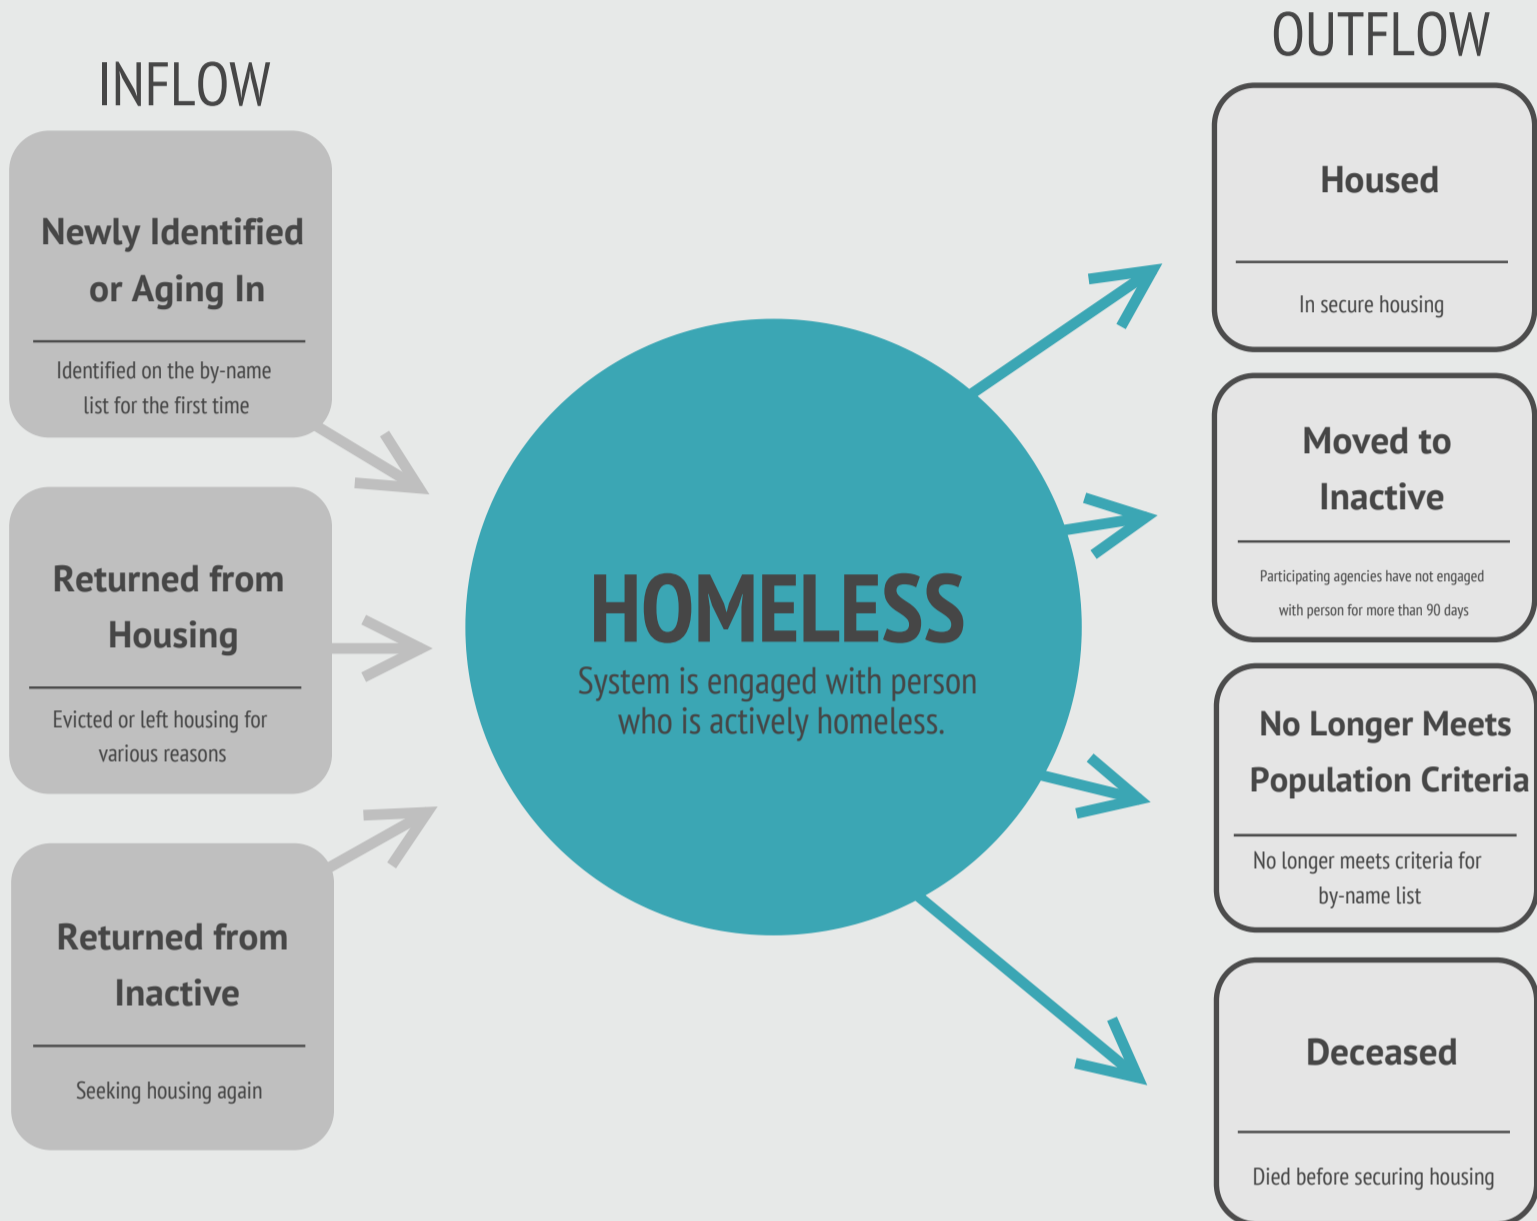 INFLOW
Newly Identified
or Aging In
Identified on the by-name
list for the first time
Returned from
Housing
Evicted or left housing for
various reasons
Returned from
Inactive
Seeking housing again
HOMELESS
System is engaged with person
who is actively homeless.
OUTFLOW
Housed
In secure housing
Moved to
Inactive
Participating agencies have not engaged
with person for more than 90 days
No Longer Meets
Population Criteria
No longer meets criteria for
by-name list
Deceased
Died before securing housing